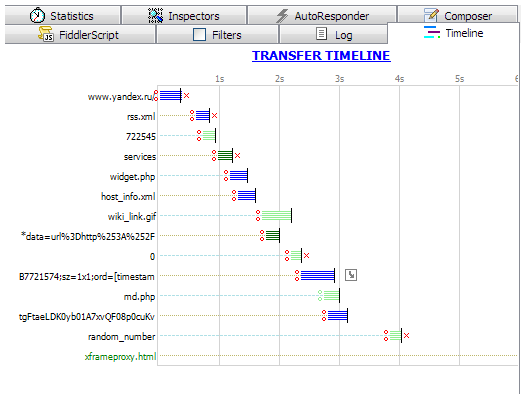 Statistics
Inspectors
AutoResponder
Composer
JS
FiddlerScript
Filters
Log
Timeline
TRANSFER TIMELINE
1s 2s 3s 4s 5s 6
www.yandex.ru/
rss.xml
722545
services
widget.php
host_info.xml
wiki_link.gif
*data=url%3Dhttp%253A%252F
0
B7721574;sz=1x1;ord=[timestam
md.php
tgFtaeLDK0yb01A7xvQF08p0cuKv
random_number
xframeproxy.html